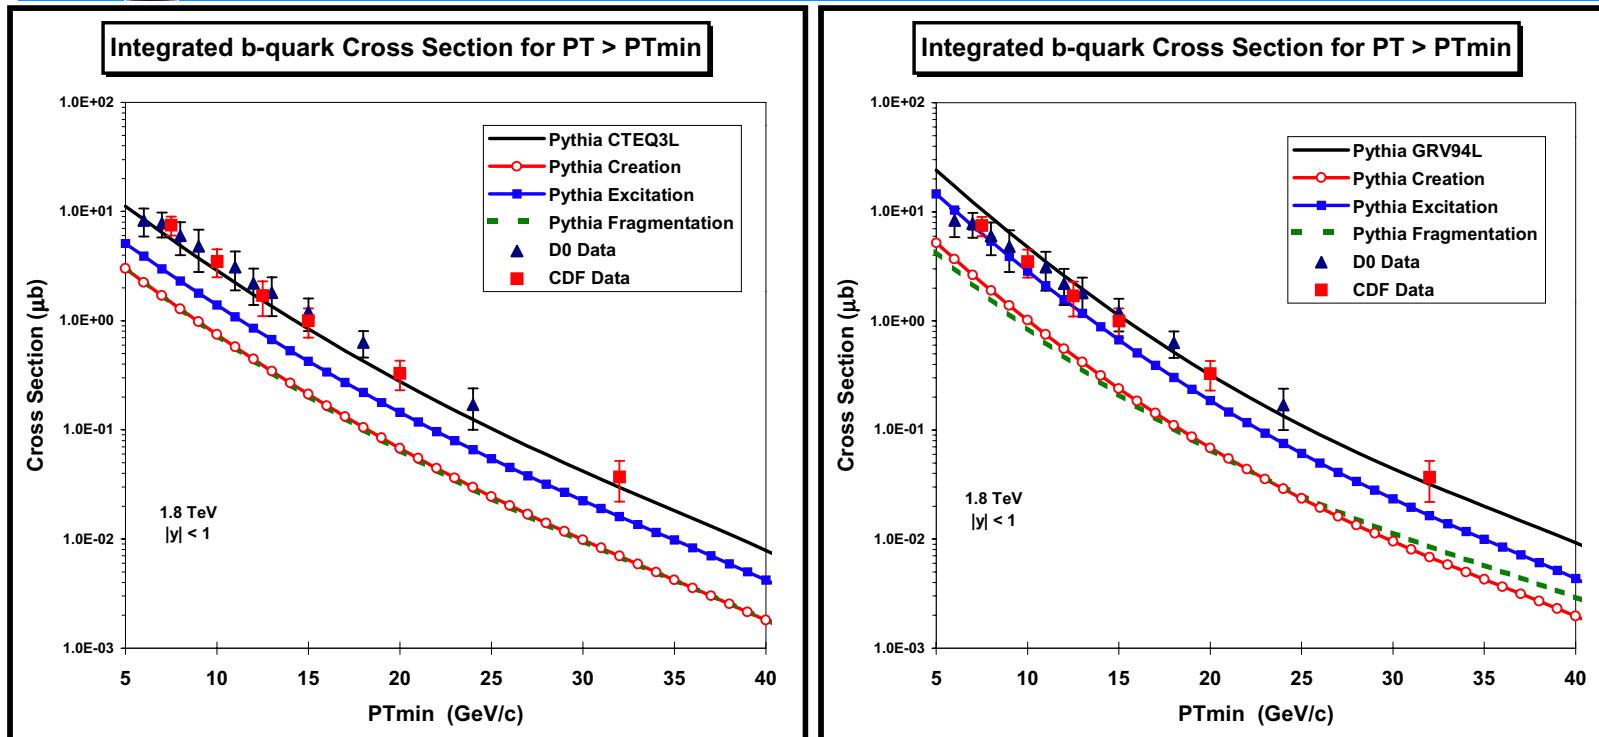 Integrated b-quark Cross Section for PT > PTmin
1.0E+02
1.0E+01
1.0E+00
1.0E-01
1.0E-02
1.0E-03
Cross Section (μb)
Pythia CTEQ3L
Pythia Creation
Pythia Excitation
Pythia Fragmentation
D0 Data
CDF Data
1.8 TeV
|y| < 1
5 10 15 20 25 30 35 40
PTmin (GeV/c)
Integrated b-quark Cross Section for PT > PTmin
1.0E+02
1.0E+01
1.0E+00
1.0E-01
1.0E-02
1.0E-03
Cross Section (μb)
Pythia GRV94L
Pythia Creation
Pythia Excitation
Pythia Fragmentation
D0 Data
CDF Data
1.8 TeV
|y| < 1
5 10 15 20 25 30 35 40
PTmin (GeV/c)